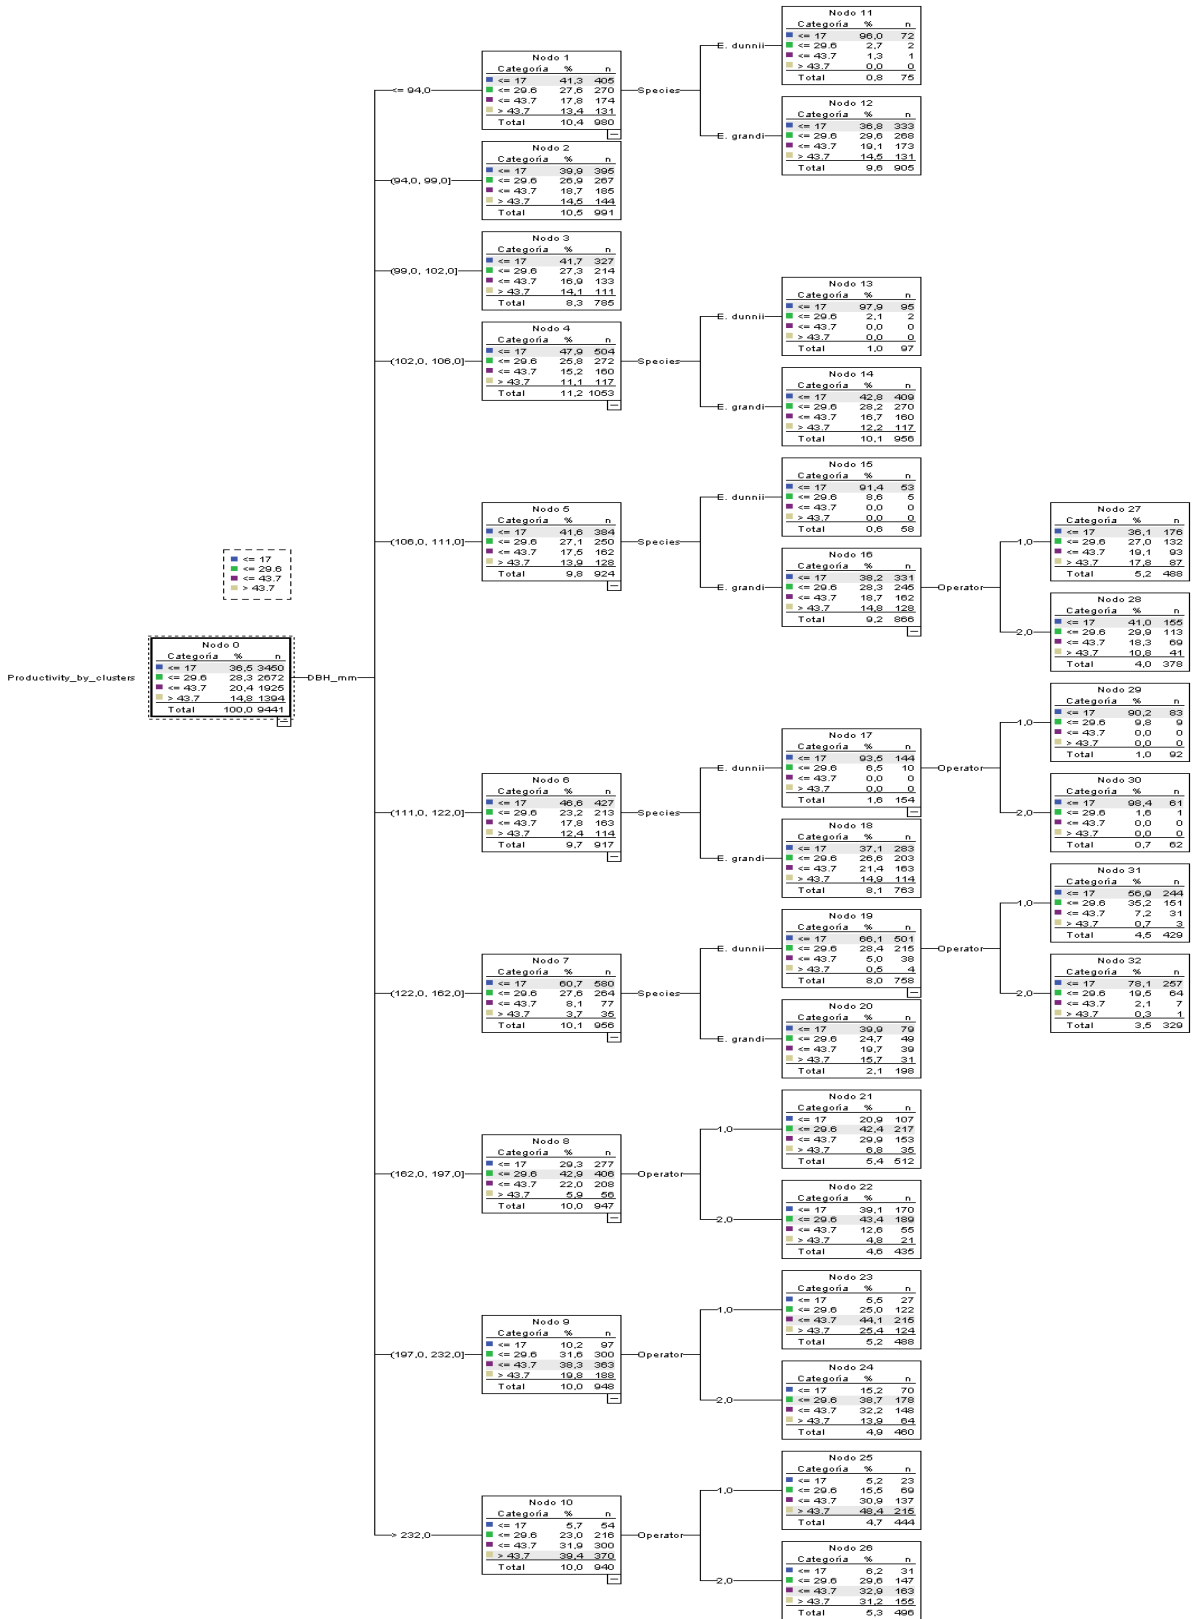 Productivity_by_clusters
<= 17
<= 29.6
<= 43.7
> 43.7
Nodo 0
Categoría % n
<= 17 36,5 3450
<= 29.6 28,3 2672
<= 43.7 20,4 1925
> 43.7 14,8 1394
Total 100,0 9441
DBH_mm
<= 94,0
Nodo 1
Categoría % n
<= 17 41,3 405
<= 29.6 27,6 270
<= 43.7 17,8 174
> 43.7 13,4 131
Total 10,4 980
Species
E. dunnii
Nodo 11
Categoría % n
<= 17 96,0 72
<= 29.6 2,7 2
<= 43.7 1,3 1
> 43.7 0,0 0
Total 0,8 75
E. grandi
Nodo 12
Categoría % n
<= 17 36,8 333
<= 29.6 29,6 268
<= 43.7 19,1 173
> 43.7 14,5 131
Total 9,6 905
(94,0, 99,0]
Nodo 2
Categoría % n
<= 17 39,9 395
<= 29.6 26,9 267
<= 43.7 18,7 185
> 43.7 14,5 144
Total 10,5 991
(99,0, 102,0]
Nodo 3
Categoría % n
<= 17 41,7 327
<= 29.6 27,3 214
<= 43.7 16,9 133
> 43.7 14,1 111
Total 8,3 785
(102,0, 106,0]
Nodo 4
Categoría % n
<= 17 47,9 504
<= 29.6 25,8 272
<= 43.7 15,2 160
> 43.7 11,1 117
Total 11,2 1053
Species
E. dunnii
Nodo 13
Categoría % n
<= 17 97,9 95
<= 29.6 2,1 2
<= 43.7 0,0 0
> 43.7 0,0 0
Total 1,0 97
E. grandi
Nodo 14
Categoría % n
<= 17 42,8 409
<= 29.6 28,2 270
<= 43.7 16,7 160
> 43.7 12,2 117
Total 10,1 956
(106,0, 111,0]
Nodo 5
Categoría % n
<= 17 41,6 384
<= 29.6 27,1 250
<= 43.7 17,5 162
> 43.7 13,9 128
Total 9,8 924
Species
E. dunnii
Nodo 15
Categoría % n
<= 17 91,4 53
<= 29.6 8,6 5
<= 43.7 0,0 0
> 43.7 0,0 0
Total 0,6 58
E. grandi
Nodo 16
Categoría % n
<= 17 38,2 331
<= 29.6 28,3 245
<= 43.7 18,7 162
> 43.7 14,8 128
Total 9,2 866
Operator
1,0
Nodo 27
Categoría % n
<= 17 36,1 176
<= 29.6 27,0 132
<= 43.7 19,1 93
> 43.7 17,8 87
Total 5,2 488
2,0
Nodo 28
Categoría % n
<= 17 41,0 155
<= 29.6 29,9 113
<= 43.7 18,3 69
> 43.7 10,8 41
Total 4,0 378
(111,0, 122,0]
Nodo 6
Categoría % n
<= 17 46,6 427
<= 29.6 23,2 213
<= 43.7 17,8 163
> 43.7 12,4 114
Total 9,7 917
Species
E. dunnii
Nodo 17
Categoría % n
<= 17 93,5 144
<= 29.6 6,5 10
<= 43.7 0,0 0
> 43.7 0,0 0
Total 1,6 154
Operator
1,0
Nodo 29
Categoría % n
<= 17 90,2 83
<= 29.6 9,8 9
<= 43.7 0,0 0
> 43.7 0,0 0
Total 1,0 92
2,0
Nodo 30
Categoría % n
<= 17 98,4 61
<= 29.6 1,6 1
<= 43.7 0,0 0
> 43.7 0,0 0
Total 0,7 62
E. grandi
Nodo 18
Categoría % n
<= 17 37,1 283
<= 29.6 26,6 203
<= 43.7 21,4 163
> 43.7 14,9 114
Total 8,1 763
(122,0, 162,0]
Nodo 7
Categoría % n
<= 17 60,7 580
<= 29.6 27,6 264
<= 43.7 8,1 77
> 43.7 3,7 35
Total 10,1 956
Species
E. dunnii
Nodo 19
Categoría % n
<= 17 66,1 501
<= 29.6 28,4 215
<= 43.7 5,0 38
> 43.7 0,5 4
Total 8,0 758
Operator
1,0
Nodo 31
Categoría % n
<= 17 56,9 244
<= 29.6 35,2 151
<= 43.7 7,2 31
> 43.7 0,7 3
Total 4,5 429
2,0
Nodo 32
Categoría % n
<= 17 78,1 257
<= 29.6 19,5 64
<= 43.7 2,1 7
> 43.7 0,3 1
Total 3,5 329
E. grandi
Nodo 20
Categoría % n
<= 17 39,9 79
<= 29.6 24,7 49
<= 43.7 19,7 39
> 43.7 15,7 31
Total 2,1 198
(162,0, 197,0]
Nodo 8
Categoría % n
<= 17 29,3 277
<= 29.6 42,9 406
<= 43.7 22,0 208
> 43.7 5,9 56
Total 10,0 947
Operator
1,0
Nodo 21
Categoría % n
<= 17 20,9 107
<= 29.6 42,4 217
<= 43.7 29,9 153
> 43.7 6,8 35
Total 5,4 512
2,0
Nodo 22
Categoría % n
<= 17 39,1 170
<= 29.6 43,4 189
<= 43.7 12,6 55
> 43.7 4,8 21
Total 4,6 435
(197,0, 232,0]
Nodo 9
Categoría % n
<= 17 10,2 97
<= 29.6 31,6 300
<= 43.7 38,3 363
> 43.7 19,8 188
Total 10,0 948
Operator
1,0
Nodo 23
Categoría % n
<= 17 5,5 27
<= 29.6 25,0 122
<= 43.7 44,1 215
> 43.7 25,4 124
Total 5,2 488
2,0
Nodo 24
Categoría % n
<= 17 15,2 70
<= 29.6 38,7 178
<= 43.7 32,2 148
> 43.7 13,9 64
Total 4,9 460
> 232,0
Nodo 10
Categoría % n
<= 17 5,7 54
<= 29.6 23,0 216
<= 43.7 31,9 300
> 43.7 39,4 370
Total 10,0 940
Operator
1,0
Nodo 25
Categoría % n
<= 17 5,2 23
<= 29.6 15,5 69
<= 43.7 30,9 137
> 43.7 48,4 215
Total 4,7 444
2,0
Nodo 26
Categoría % n
<= 17 6,2 31
<= 29.6 29,6 147
<= 43.7 32,9 163
> 43.7 31,2 155
Total 5,3 496